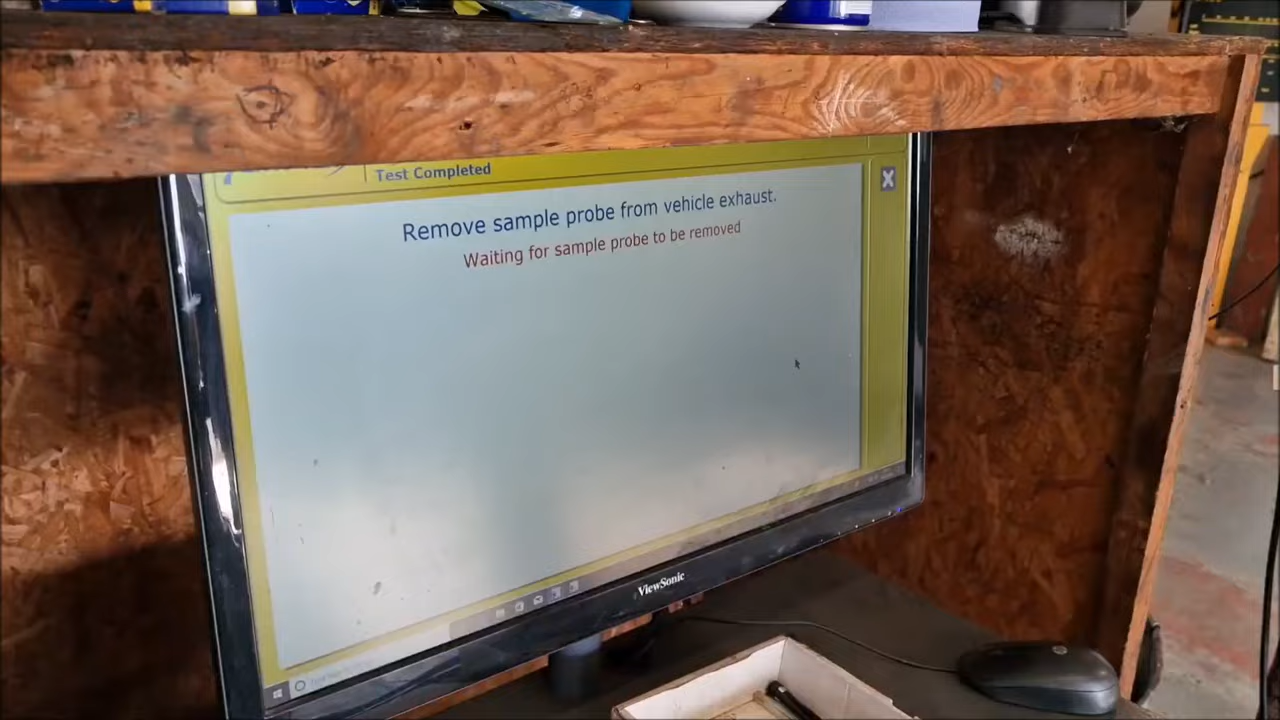 Test Completed
Remove sample probe from vehicle exhaust.
Waiting for sample probe to be removed
ViewSonic